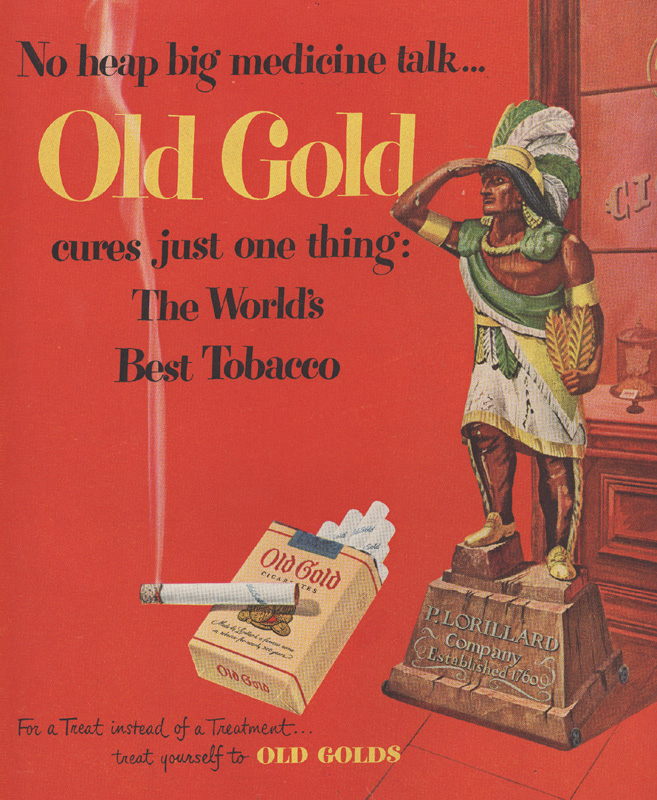 No heap big medicine talk...
Old Gold
cures just one thing:
The World's
Best Tobacco
CI
Old Gold
CIGARETTES
Old Gold
P. LORILLARD
Company
Established 1760
For a Treat instead of a Treatment...
treat yourself to OLD GOLDS